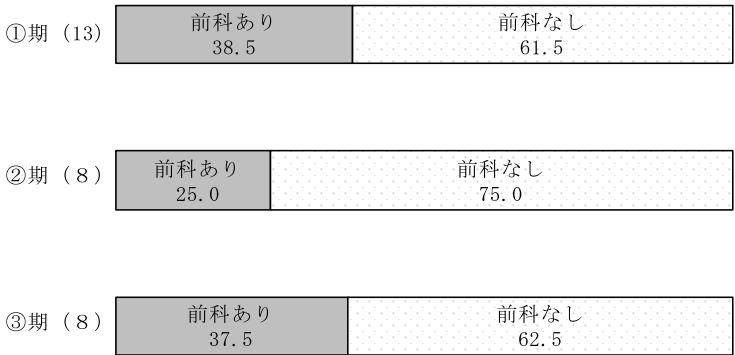 前科あり 前科なし
①期（13） 38.5 61.5
前科あり 前科なし
②期（８） 25.0 75.0
前科あり 前科なし
③期（８） 37.5 62.5